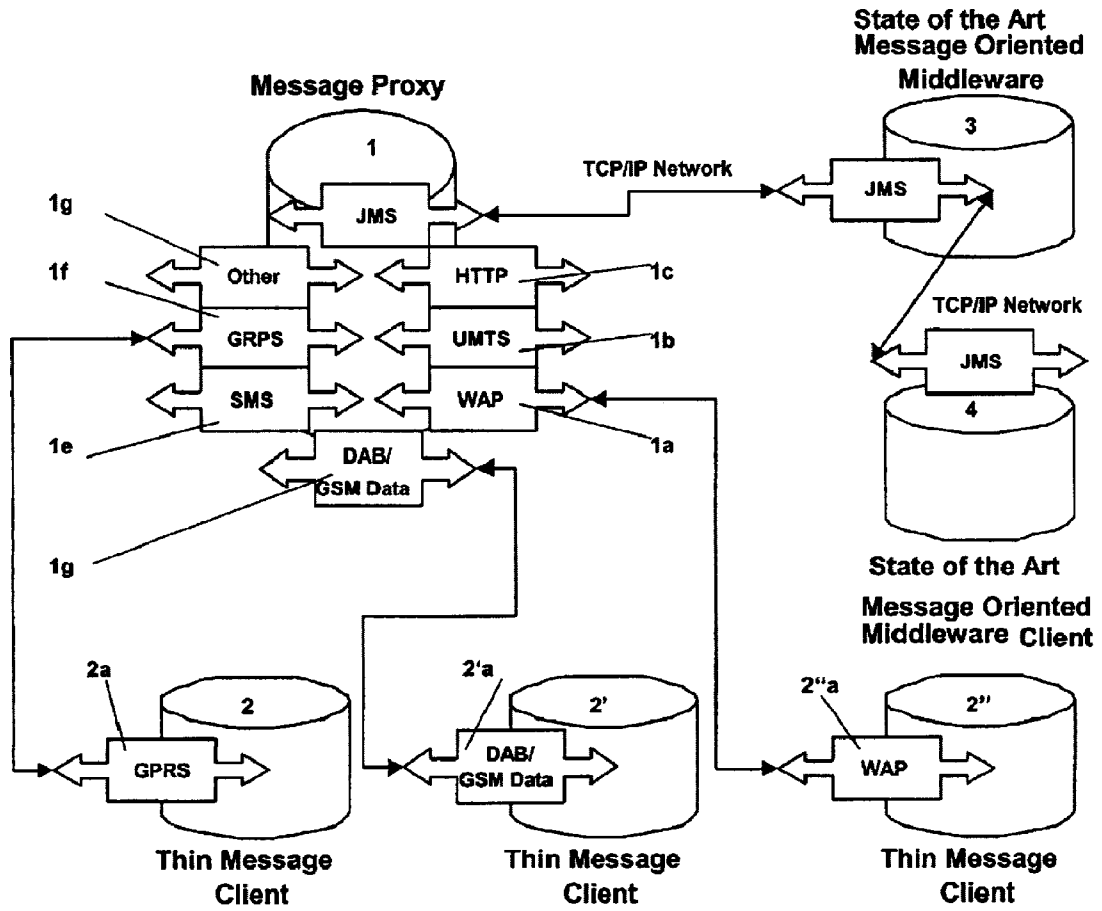 State of the Art
Message Oriented
Middleware
Message Proxy
3
1
TCP/IP Network
JMS
JMS
1g
Other
HTTP
1c
1f
TCP/IP Network
GRPS
UMTS
1b
JMS
SMS
WAP
4
1e
1a
DAB/
GSM Data
1g
State of the Art
Message Oriented
Middleware Client
2a
2
2'a
2'
2"a
2"
GPRS
DAB/
GSM Data
WAP
Thin Message
Client
Thin Message
Client
Thin Message
Client